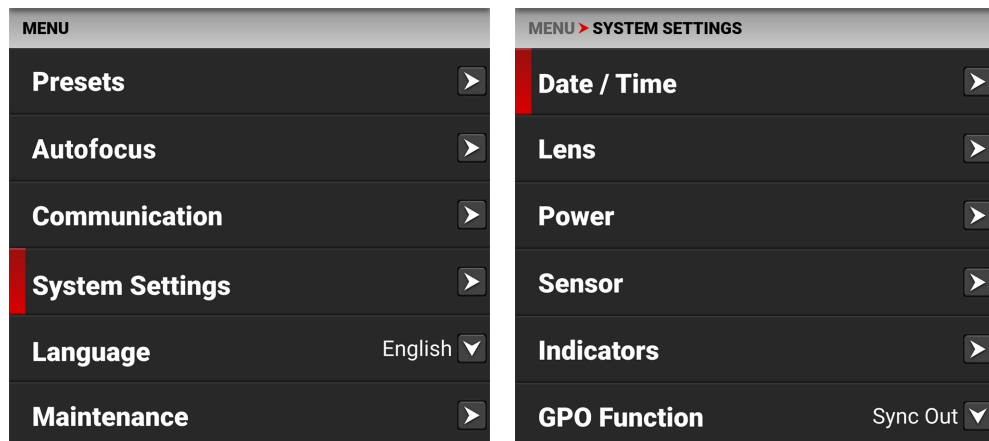 MENU
Presets
Autofocus
Communication
System Settings
Language English
Maintenance
MENU SYSTEM SETTINGS
Date / Time
Lens
Power
Sensor
Indicators
GPO Function Sync Out